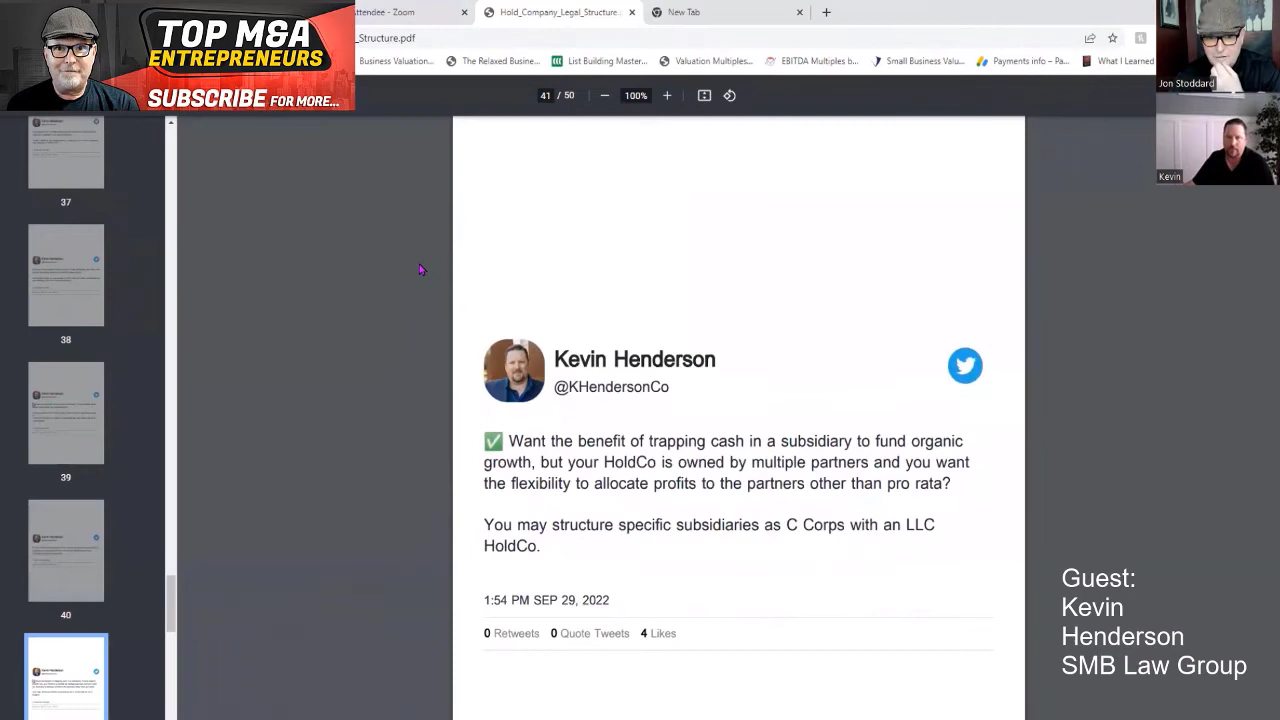 TOP M&A
ENTREPRENEURS
SUBSCRIBE FOR MORE...
Attendee - Zoom
Hold_Company_Legal_Structure...
New Tab
_Structure.pdf
Business Valuation...
The Relaxed Busine...
List Building Master...
Valuation Multiples...
EBITDA Multiples b...
Small Business Valu...
Payments info – Pa...
What I Learned
41 / 50
100%
Jon Stoddard
Kevin
37
38
39
40
Kevin Henderson
@KHendersonCo
✅ Want the benefit of trapping cash in a subsidiary to fund organic
growth, but your HoldCo is owned by multiple partners and you want
the flexibility to allocate profits to the partners other than pro rata?
You may structure specific subsidiaries as C Corps with an LLC
HoldCo.
1:54 PM SEP 29, 2022
0 Retweets 0 Quote Tweets 4 Likes
Guest:
Kevin
Henderson
SMB Law Group